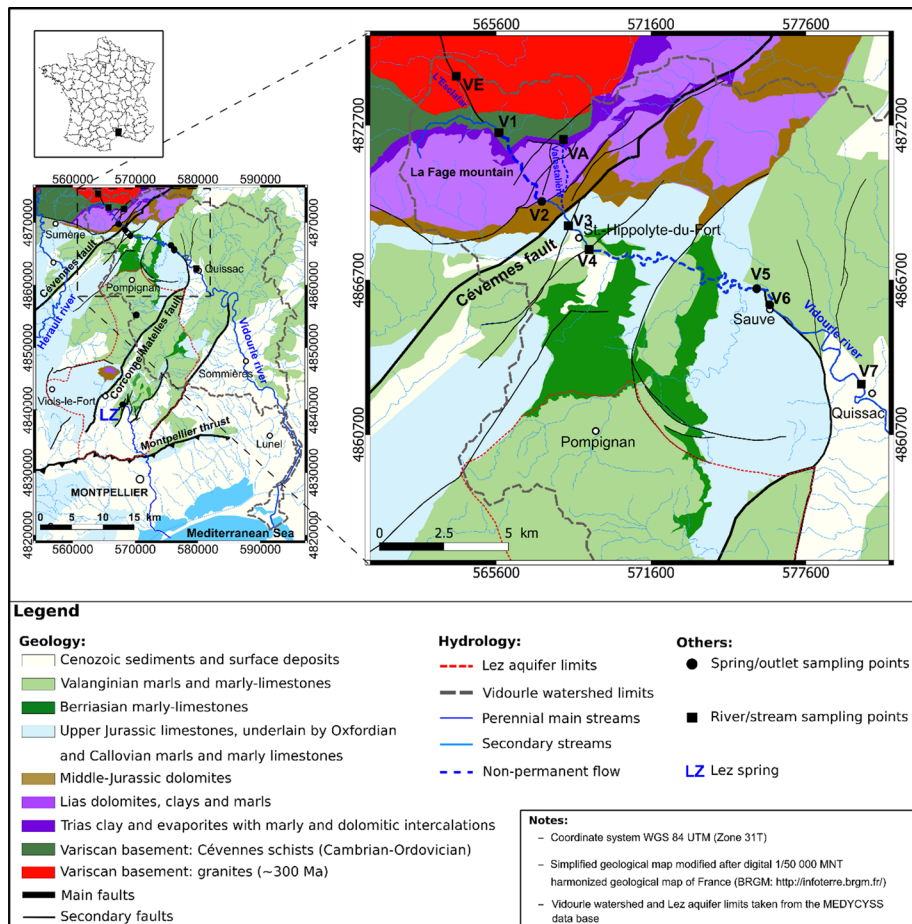 565600 571600 577600
VE
L'Esclafar
V1
4872700
VA
Valestalière
La Fage mountain
V2
V3
St. Hippolyte-du-Fort
V4
Cévennes fault
4866700
V5
V6
Sauve
Vidourle river
V7
Quissac
4860700
Pompignan
0 2.5 5 km
565600 571600 577600
560000 570000 580000 590000
4870000
Sumène
Cévennes fault
Quissac
Pompignan
4860000
Hérault river
Corconne-Matelles fault
Vidourle river
4850000
Sommières
Viols-le-Fort
4840000
LZ
Montpellier thrust
Lunel
4830000
MONTPELLIER
0 5 10 15 km
Mediterranean Sea
4820000
560000 570000 580000 590000
Legend
Geology:
Cenozoic sediments and surface deposits
Valanginian marls and marly-limestones
Berriasian marly-limestones
Upper Jurassic limestones, underlain by Oxfordian
and Callovian marls and marly limestones
Middle-Jurassic dolomites
Lias dolomites, clays and marls
Trias clay and evaporites with marly and dolomitic intercalations
Variscan basement: Cévennes schists (Cambrian-Ordovician)
Variscan basement: granites (~300 Ma)
Main faults
Secondary faults
Hydrology:
Lez aquifer limits
Vidourle watershed limits
Perennial main streams
Secondary streams
Non-permanent flow
Others:
Spring/outlet sampling points
River/stream sampling points
LZ Lez spring
Notes:
– Coordinate system WGS 84 UTM (Zone 31T)
– Simplified geological map modified after digital 1/50 000 MNT
harmonized geological map of France (BRGM: http://infoterre.brgm.fr/)
– Vidourle watershed and Lez aquifer limits taken from the MEDYCYSS
data base